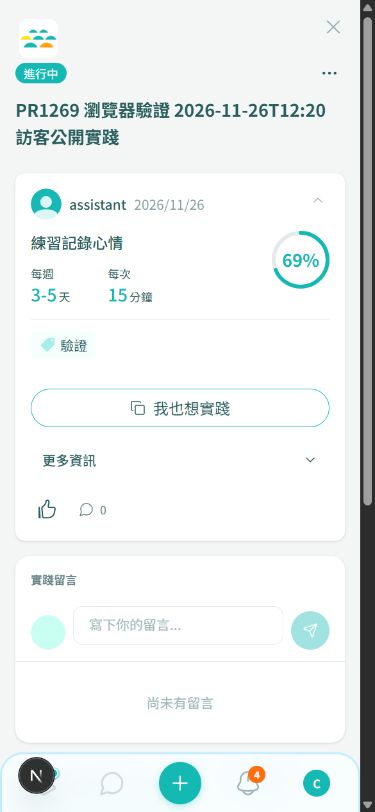 進行中
PR1269 瀏覽器驗證 2026-11-26T12:20
訪客公開實踐
assistant 2026/11/26
練習記錄心情
69%
每週 每次
3-5 天 15 分鐘
驗證
我也想實踐
更多資訊
0
實踐留言
寫下你的留言...
尚未有留言
N
4
C